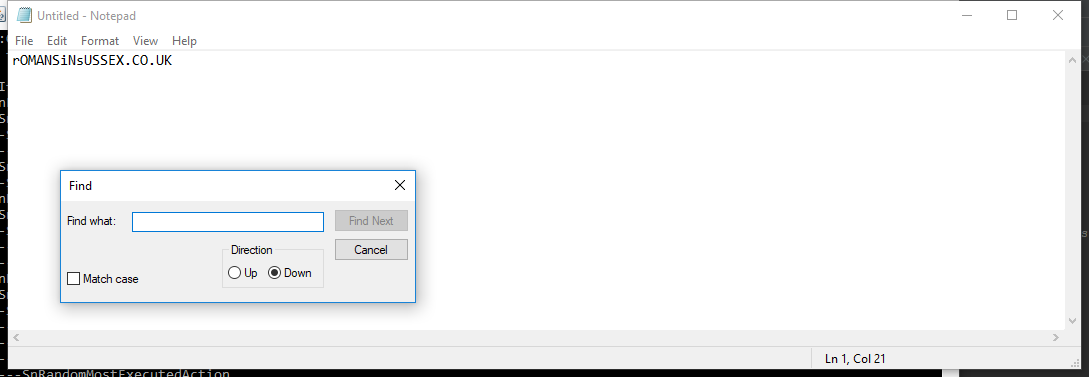 Untitled - Notepad
File Edit Format View Help
rOMANSiNsUSSEX.CO.UK
Find
Find what:
Find Next
Direction
Cancel
Up Down
Match case
Ln 1, Col 21
---SnRandomMostExecutedAction